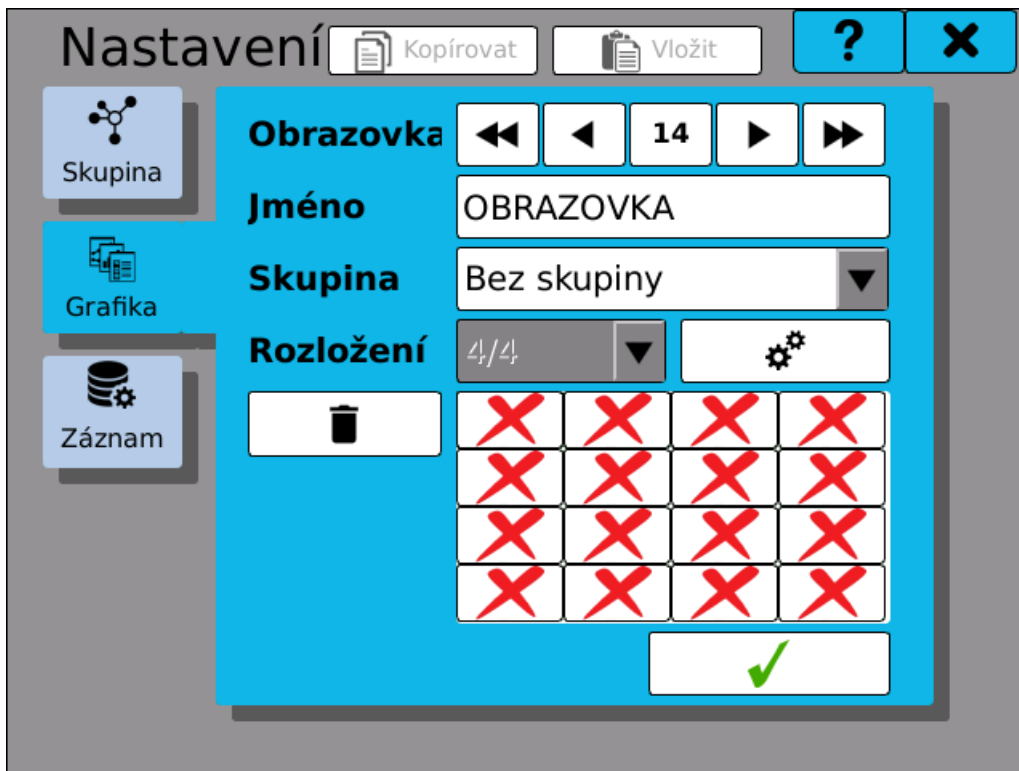 Nastavení Kopírovat Vložit ?
Skupina
Grafika
Záznam
Obrazovka 14
Jméno OBRAZOVKA
Skupina Bez skupiny
Rozložení 4/4